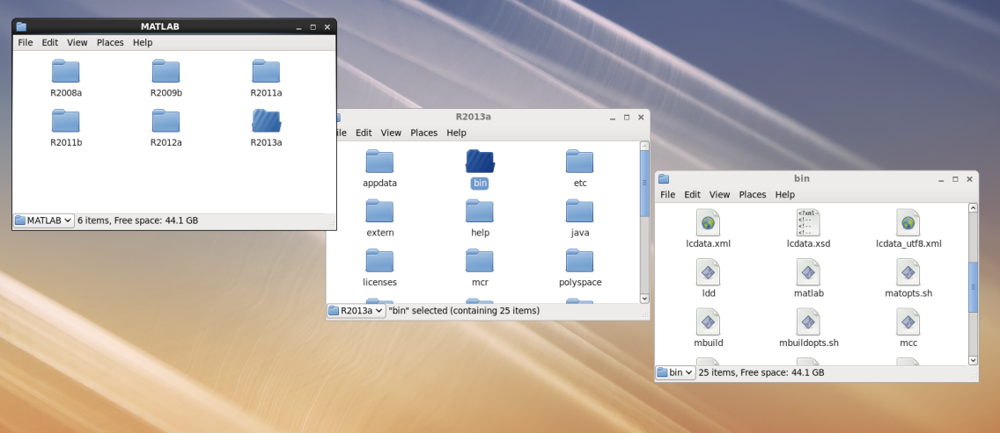 MATLAB
File Edit View Places Help
R2008a R2009b R2011a
R2011b R2012a R2013a
MATLAB 6 items, Free space: 44.1 GB
R2013a
Edit View Places Help
appdata bin etc
extern help java
licenses mcr polyspace
R2013a "bin" selected (containing 25 items)
bin
File Edit View Places Help
<?xml
<!--
<!--
<!--
lcdata.xml lcdata.xsd lcdata_utf8.xml
ldd matlab matopts.sh
mbuild mbuildopts.sh mcc
bin 25 items, Free space: 44.1 GB